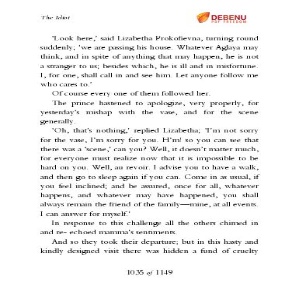 The Idiot
DEBENU
'Look here,' said Lizabetha Prokofievna, turning round
suddenly; 'we are passing his house. Whatever Aglaya may
think, and in spite of anything that may happen, he is not
a stranger to us; besides which, he is ill and in misfortune.
I, for one, shall call in and see him. Let anyone follow me
who cares to.'
Of course every one of them followed her.
The prince hastened to apologize, very properly, for
yesterday's mishap with the vase, and for the scene
generally.
'Oh, that's nothing,' replied Lizabetha; 'I'm not sorry
for the vase, I'm sorry for you. H'm! so you can see that
there was a 'scene,' can you? Well, it doesn't matter much,
for everyone must realize now that it is impossible to be
hard on you. Well, au revoir. I advise you to have a walk,
and then go to sleep again if you can. Come in as usual, if
you feel inclined; and be assured, once for all, whatever
happens, and whatever may have happened, you shall
always remain the friend of the family—mine, at all events.
I can answer for myself.'
In response to this challenge all the others chimed in
and re- echoed mamma's sentiments.
And so they took their departure; but in this hasty and
kindly designed visit there was hidden a fund of cruelty
1035 of 1149